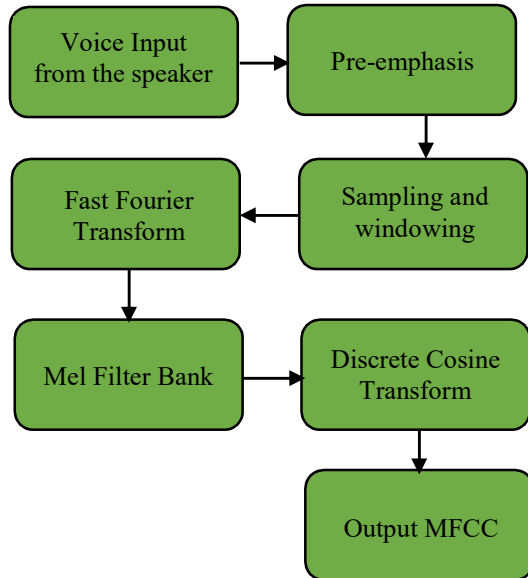 Voice Input
from the speaker
Pre-emphasis
Sampling and
windowing
Fast Fourier
Transform
Mel Filter Bank
Discrete Cosine
Transform
Output MFCC